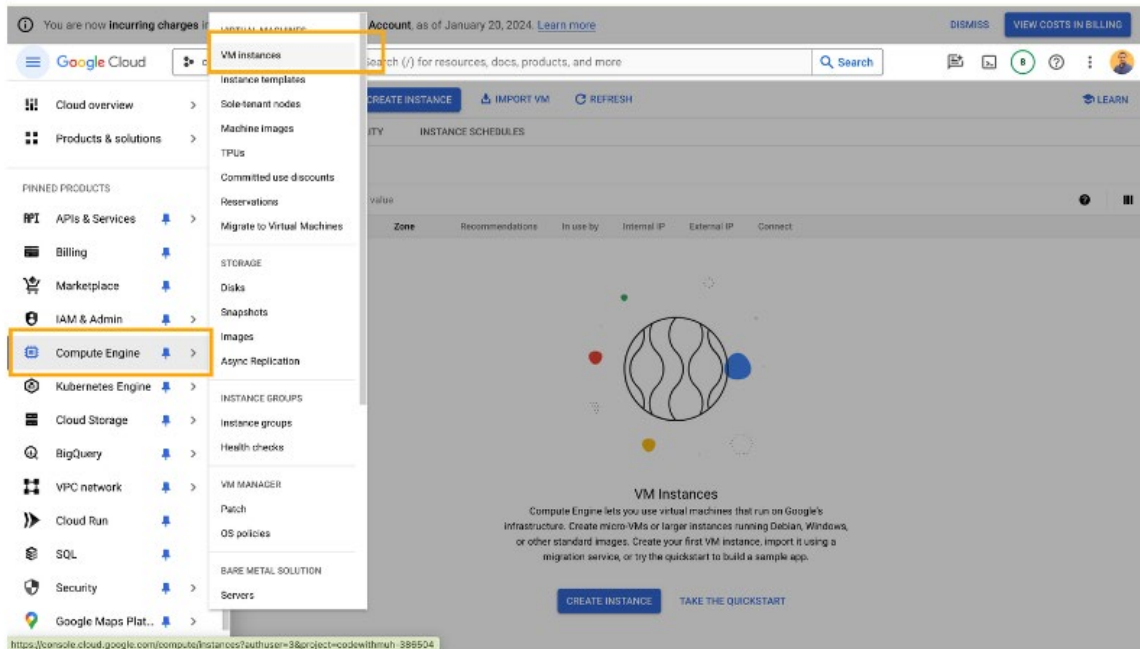 You are now incurring charges i
Account, as of January 20, 2024. Learn more
DISMISS
VIEW COSTS IN BILLING
Google Cloud
Search (/) for resources, docs, products, and more
Search
8
CREATE INSTANCE
IMPORT VM
REFRESH
LEARN
ITY
INSTANCE SCHEDULES
value
Zone
Recommendations
In use by
Internal IP
External IP
Connect
Cloud overview
Products & solutions
PINNED PRODUCTS
API
APIs & Services
Billing
Marketplace
IAM & Admin
Compute Engine
Kubernetes Engine
Cloud Storage
BigQuery
VPC network
Cloud Run
SQL
Security
Google Maps Plat..
VIRTUAL MACHINES
VM instances
Instance templates
Sole-tenant nodes
Machine images
TPUs
Committed use discounts
Reservations
Migrate to Virtual Machines
STORAGE
Disks
Snapshots
Images
Async Replication
INSTANCE GROUPS
Instance groups
Health checks
VM MANAGER
Patch
OS policies
BARE METAL SOLUTION
Servers
VM Instances
Compute Engine lets you use virtual machines that run on Google's
infrastructure. Create micro-VMs or larger instances running Debian, Windows,
or other standard images. Create your first VM instance, import it using a
migration service, or try the quickstart to build a sample app.
CREATE INSTANCE
TAKE THE QUICKSTART
https://console.cloud.google.com/compute/instances?authuser=3&project=codewithmuh-386504